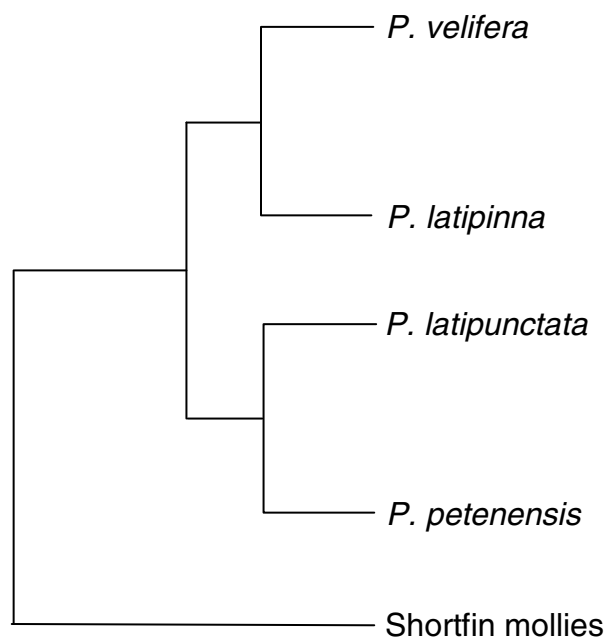 P. velifera
P. latipinna
P. latipunctata
P. petenensis
Shortfin mollies